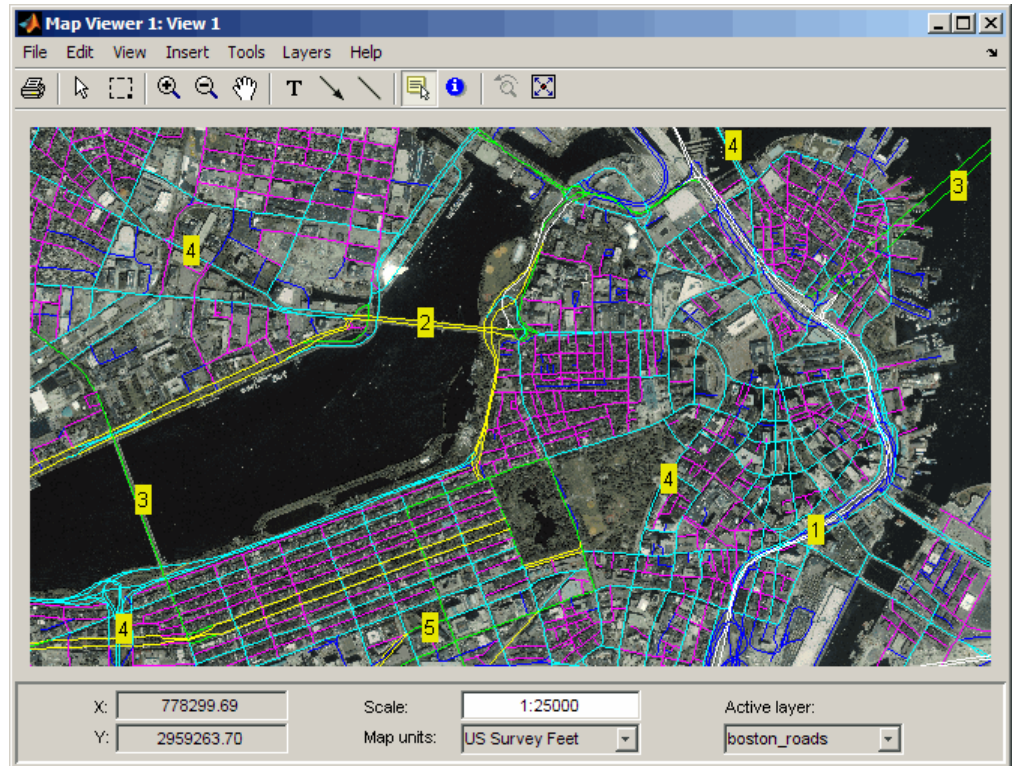 Map Viewer 1: View 1
File Edit View Insert Tools Layers Help
T
4
3
4
2
4
3
1
4
5
X: 778299.69 Scale: 1:25000 Active layer:
Y: 2959263.70 Map units: US Survey Feet boston_roads